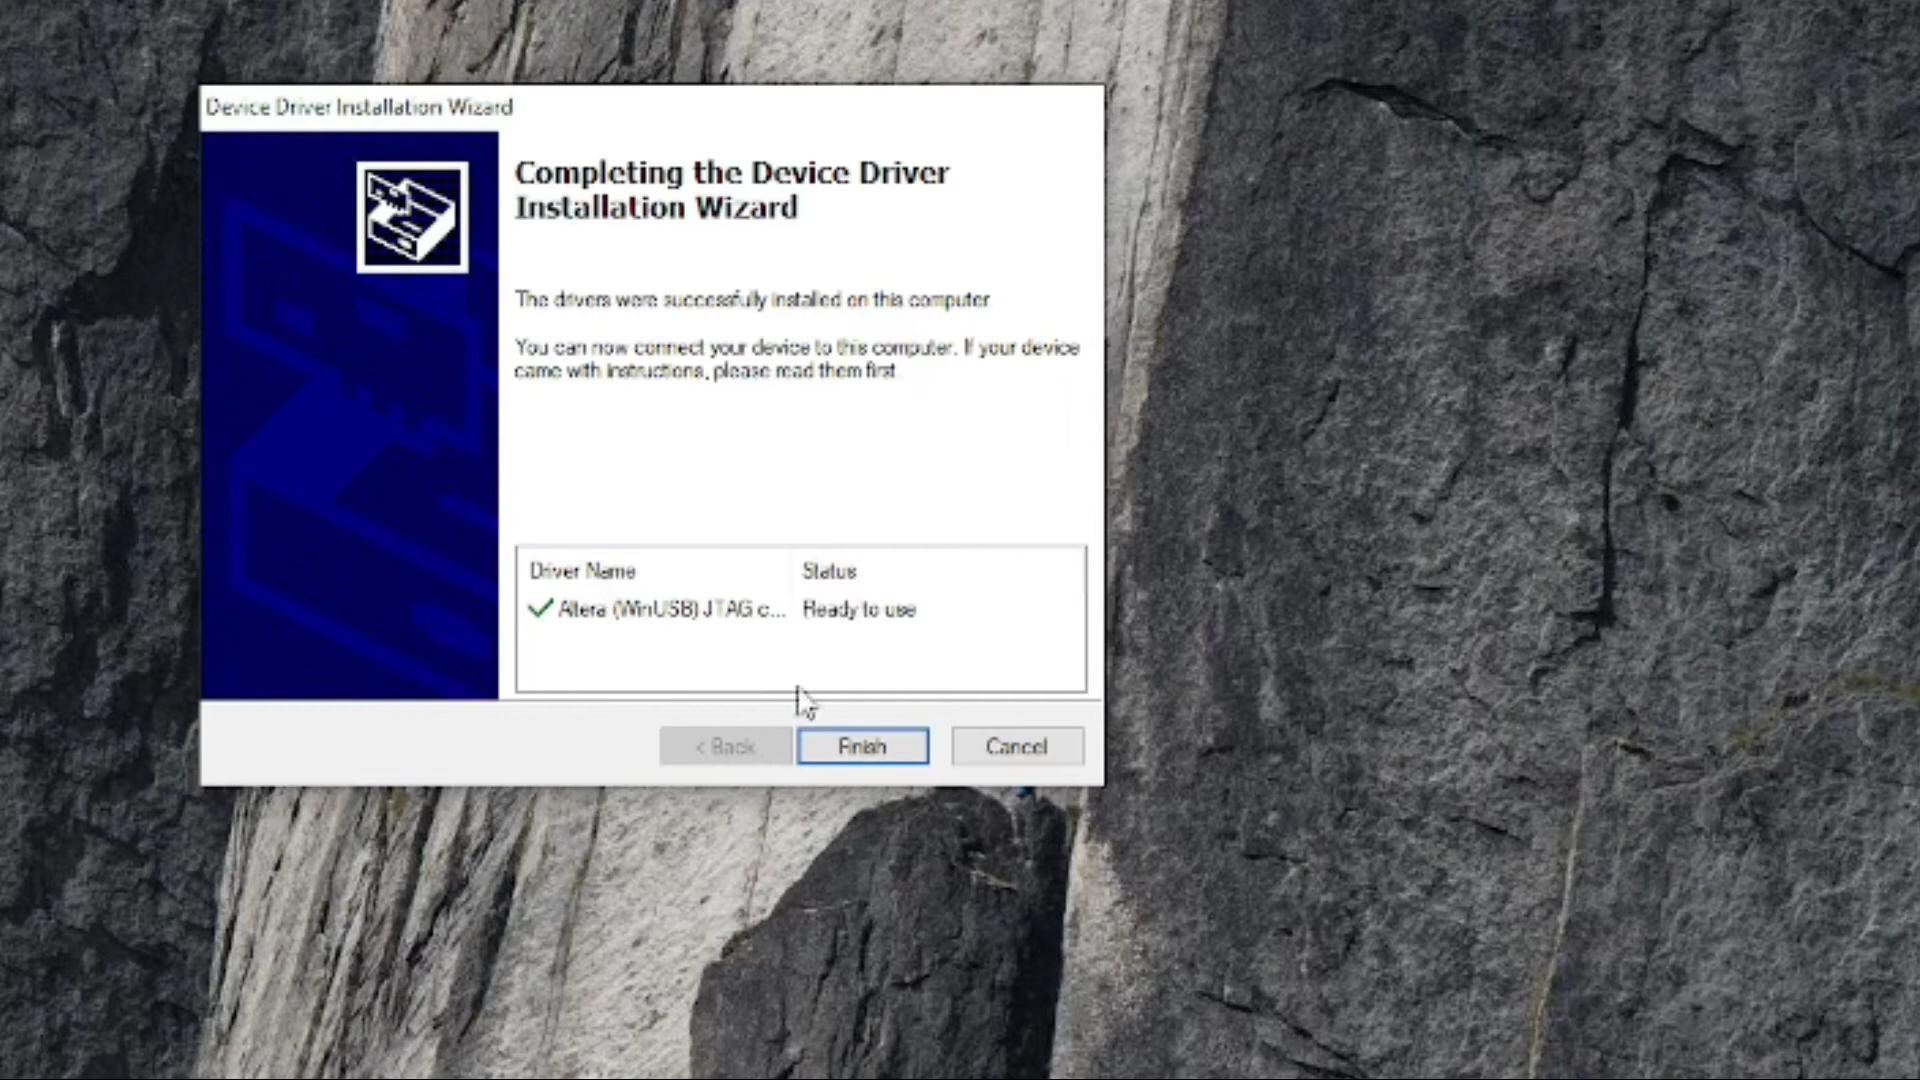 Device Driver Installation Wizard
Completing the Device Driver
Installation Wizard
The drivers were successfully installed on this computer.
You can now connect your device to this computer. If your device
came with instructions, please read them first.
Driver Name Status
Altera (WinUSB) JTAG c... Ready to use
< Back Finish Cancel